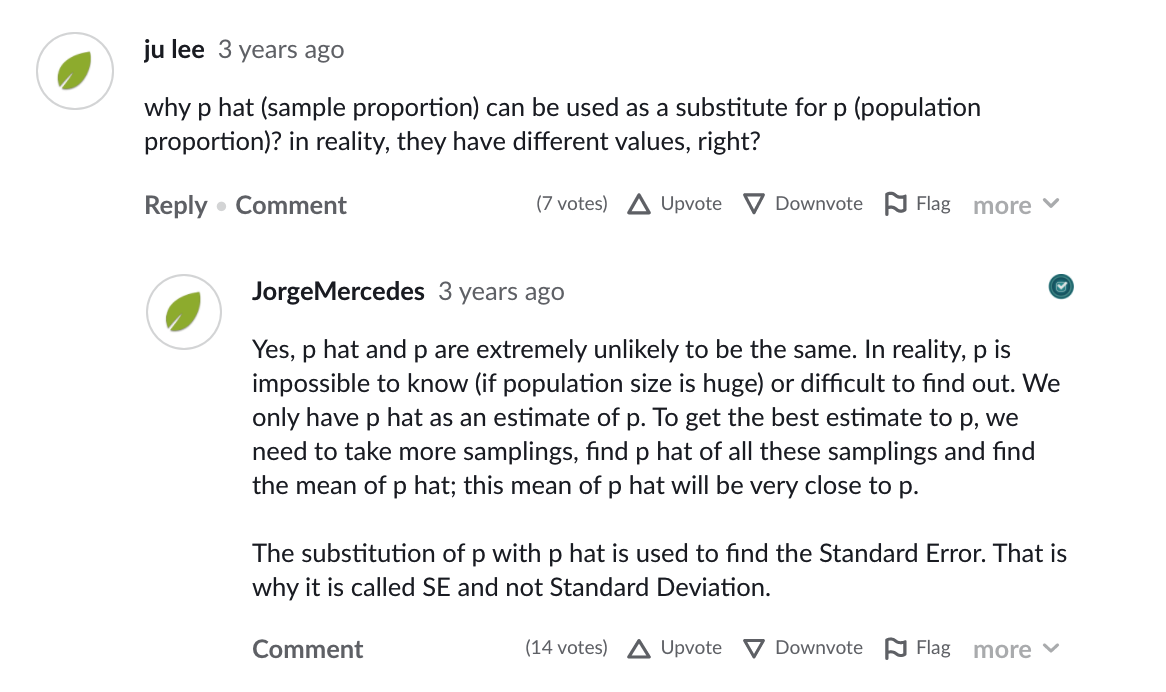 ju lee 3 years ago
why p hat (sample proportion) can be used as a substitute for p (population
proportion)? in reality, they have different values, right?
Reply • Comment (7 votes) Upvote Downvote Flag more
JorgeMercedes 3 years ago
Yes, p hat and p are extremely unlikely to be the same. In reality, p is
impossible to know (if population size is huge) or difficult to find out. We
only have p hat as an estimate of p. To get the best estimate to p, we
need to take more samplings, find p hat of all these samplings and find
the mean of p hat; this mean of p hat will be very close to p.
The substitution of p with p hat is used to find the Standard Error. That is
why it is called SE and not Standard Deviation.
Comment (14 votes) Upvote Downvote Flag more